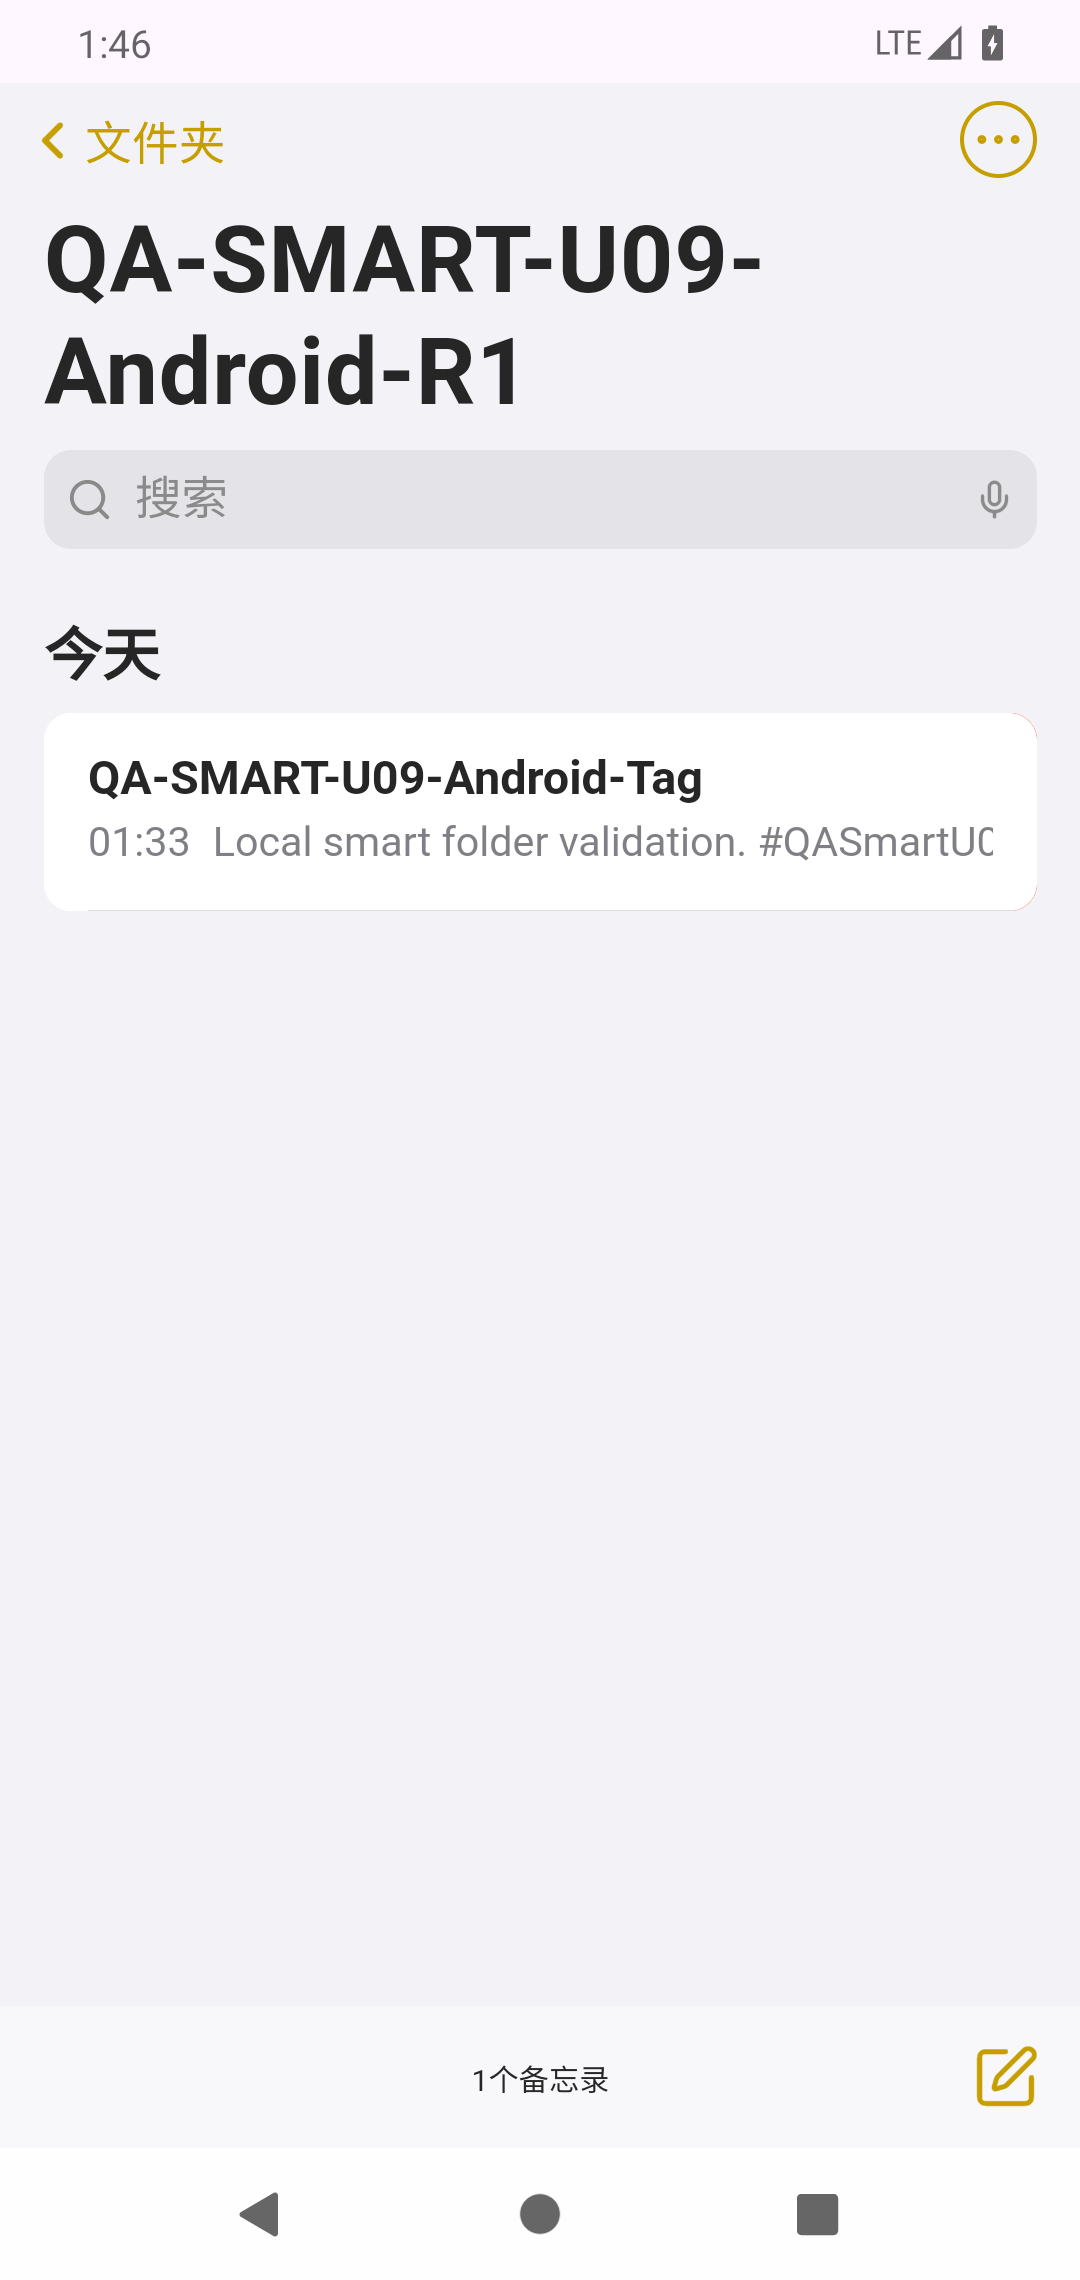 1:46
LTE
文件夹
QA-SMART-U09-
Android-R1
搜索
今天
QA-SMART-U09-Android-Tag
01:33 Local smart folder validation. #QASmartU
1个备忘录